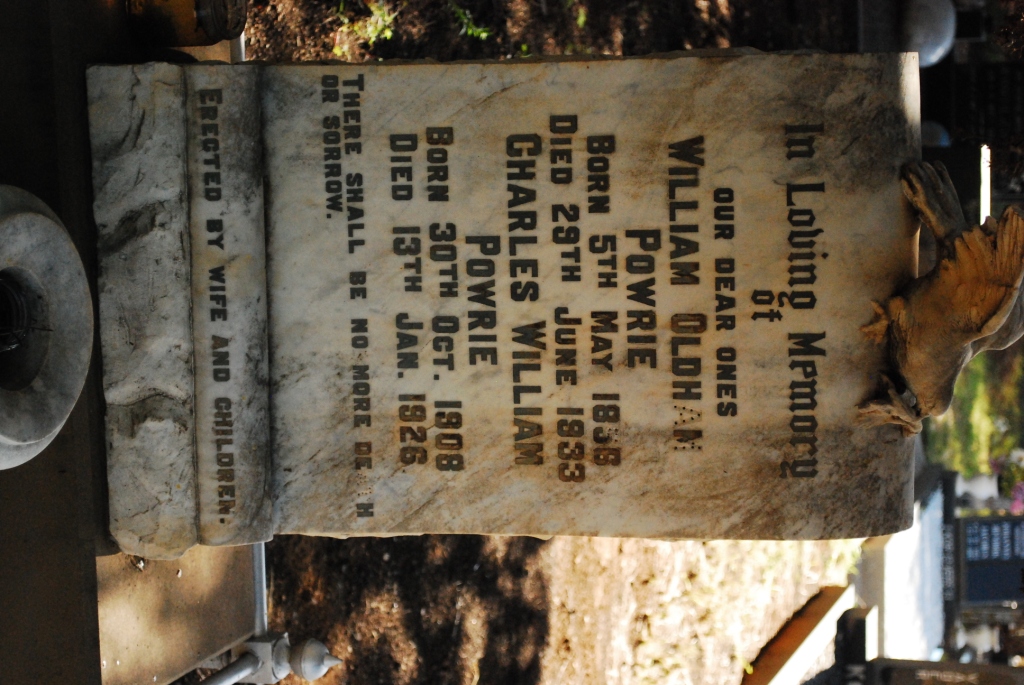 In Loving Memory
of
OUR DEAR ONES
WILLIAM OLDHAM
POWRIE
BORN 5TH MAY
DIED 29TH JUNE 1933
CHARLES WILLIAM
POWRIE
BORN 30TH OCT. 1908
DIED 13TH JAN. 1926
THERE SHALL BE NO MORE DE  H
OR SORROW.
ERECTED BY WIFE AND CHILDREN.